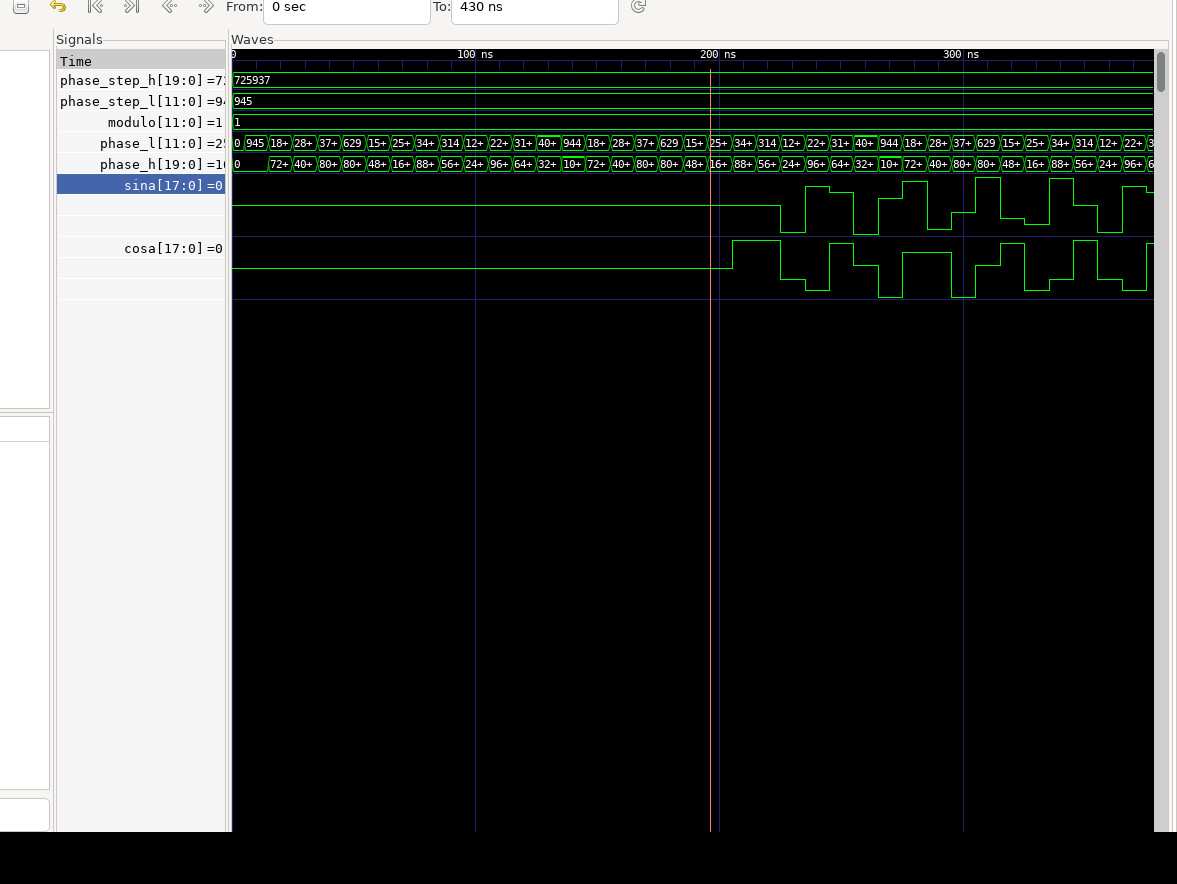 From: 0 sec To: 430 ns
Signals Waves
Time 0 100 ns 200 ns 300 ns
phase_step_h[19:0] =7 725937
phase_step_l[11:0] =9 945
modulo[11:0] =1 1
phase_l[11:0] =25 0 945 18+ 28+ 37+ 629 15+ 25+ 34+ 314 12+ 22+ 31+ 40+ 944 18+ 28+ 37+ 629 15+ 25+ 34+ 314 12+ 22+ 31+ 40+ 944 18+ 28+ 37+ 629 15+ 25+ 34+ 314 12+ 22+ 3
phase_h[19:0] =16 0 72+ 40+ 80+ 80+ 48+ 16+ 88+ 56+ 24+ 96+ 64+ 32+ 10+ 72+ 40+ 80+ 80+ 48+ 16+ 88+ 56+ 24+ 96+ 64+ 32+ 10+ 72+ 40+ 80+ 80+ 48+ 16+ 88+ 56+ 24+ 96+ 6
sina[17:0] =0
cosa[17:0] =0